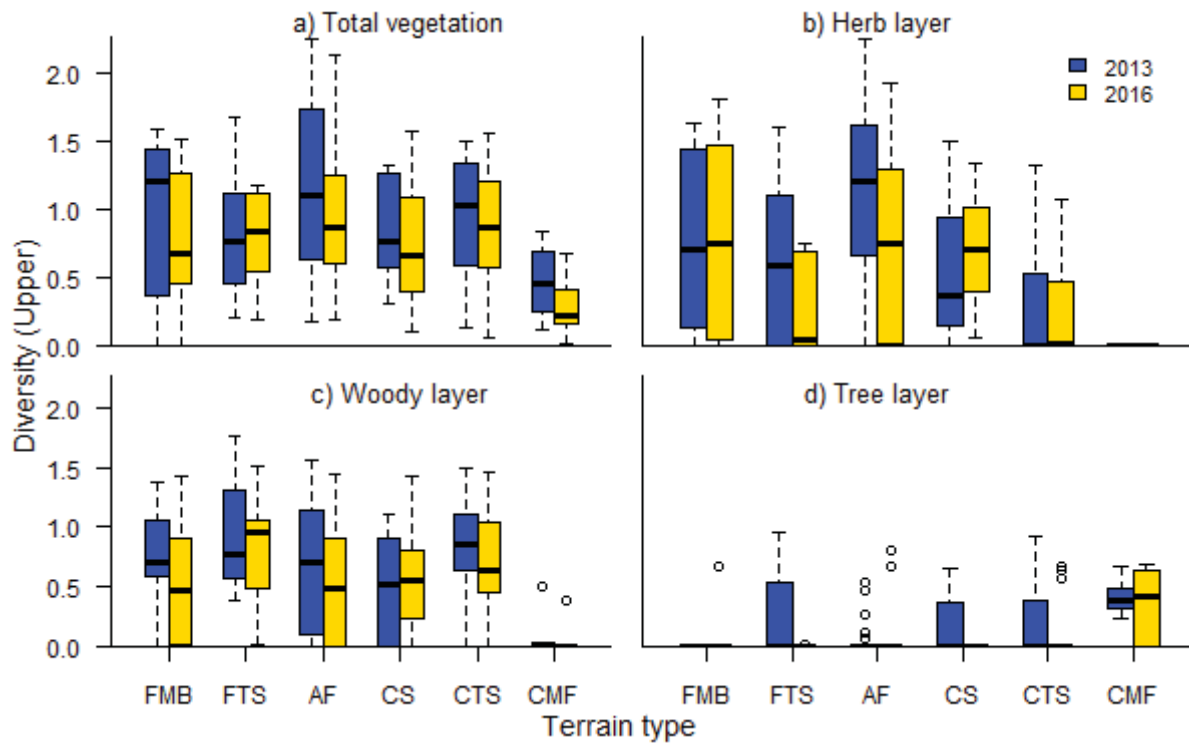 a) Total vegetation
b) Herb layer
2013
2016
2.0
1.5
1.0
0.5
0.0
Diversity (Upper)
c) Woody layer
d) Tree layer
2.0
1.5
1.0
0.5
0.0
FMB FTS AF CS CTS CMF
FMB FTS AF CS CTS CMF
Terrain type